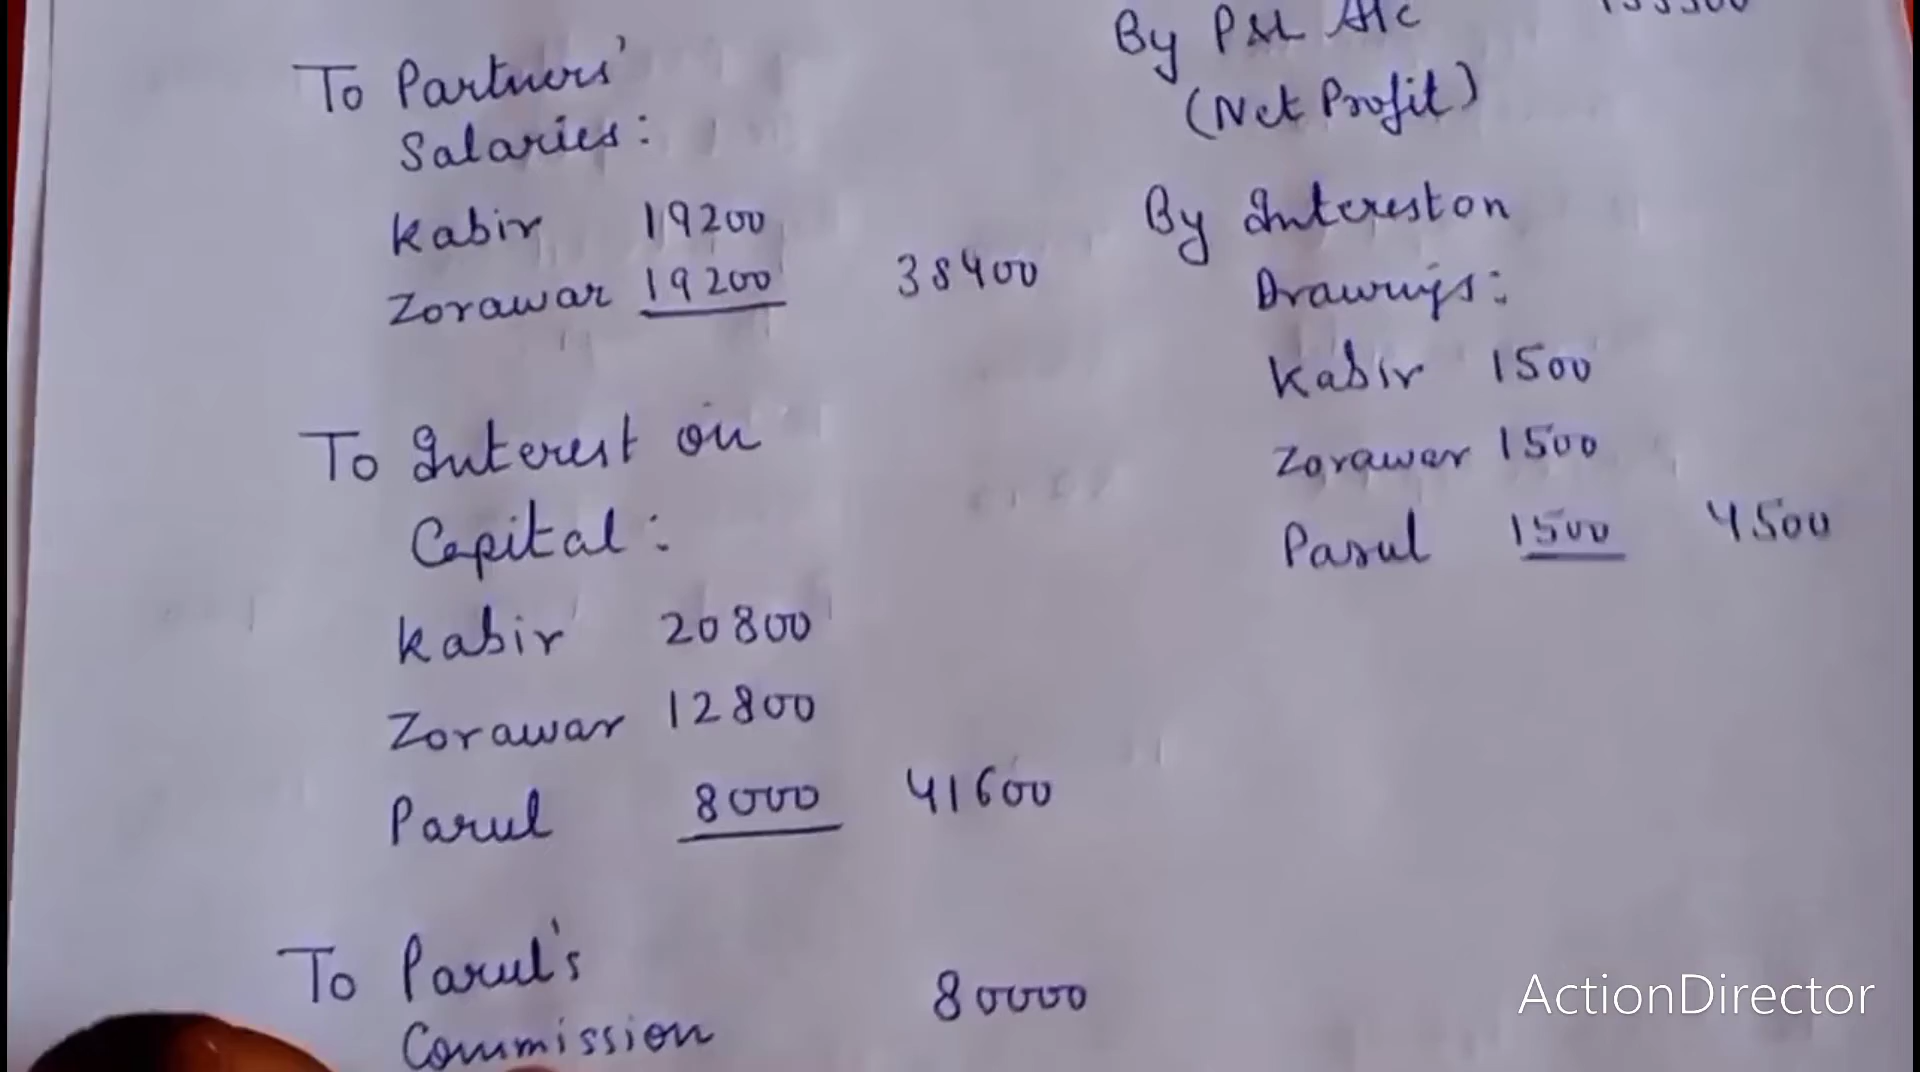 To Partners'
Salaries:
Kabir 19200
Zorawar 19200 38400
To Interest on
Capital:
Kabir 20800
Zorawar 12800
Parul 8000 41600
To Parul's
Commission 80000
By P&L A/c
(Net Profit)
By Interest on
Drawings:
Kabir 1500
Zorawar 1500
Parul 1500 4500
ActionDirector